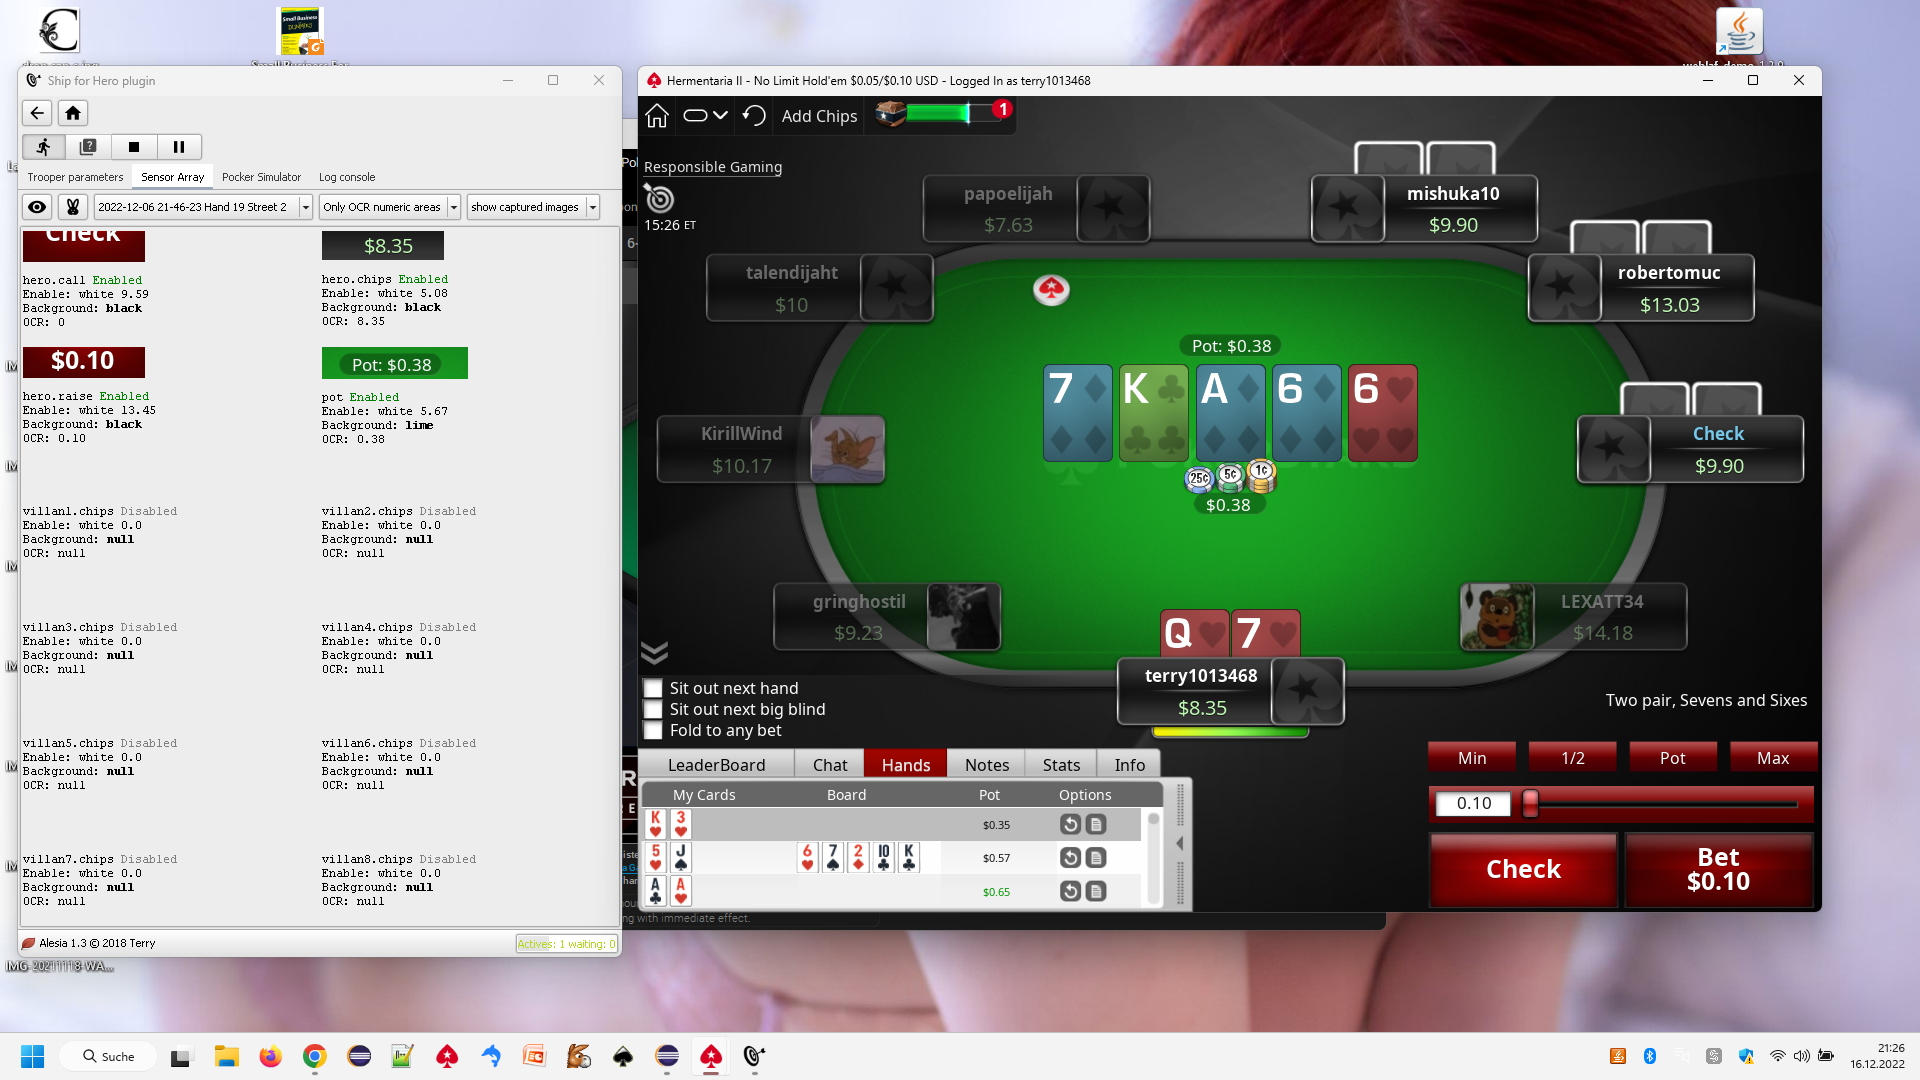 Ship for Hero plugin
Trooper parameters
Sensor Array
Pocker Simulator
Log console
2022-12-06 21-46-23 Hand 19 Street 2
Only OCR numeric areas
show captured images
Check
$8.35
hero.call Enabled
Enable: white 9.59
Background: black
OCR: 0
hero.chips Enabled
Enable: white 5.08
Background: black
OCR: 8.35
$0.10
Pot: $0.38
hero.raise Enabled
Enable: white 13.45
Background: black
OCR: 0.10
pot Enabled
Enable: white 5.67
Background: lime
OCR: 0.38
villan1.chips Disabled
Enable: white 0.0
Background: null
OCR: null
villan2.chips Disabled
Enable: white 0.0
Background: null
OCR: null
villan3.chips Disabled
Enable: white 0.0
Background: null
OCR: null
villan4.chips Disabled
Enable: white 0.0
Background: null
OCR: null
villan5.chips Disabled
Enable: white 0.0
Background: null
OCR: null
villan6.chips Disabled
Enable: white 0.0
Background: null
OCR: null
villan7.chips Disabled
Enable: white 0.0
Background: null
OCR: null
villan8.chips Disabled
Enable: white 0.0
Background: null
OCR: null
Alesia 1.3 © 2018 Terry
Actives: 1 waiting: 0
IMG-20211118-WA...
Hermentaria II - No Limit Hold'em $0.05/$0.10 USD - Logged In as terry1013468
Add Chips
1
Responsible Gaming
15:26 ET
papoelijah
$7.63
mishuka10
$9.90
talendijaht
$10
robertomuc
$13.03
Pot: $0.38
7 K A 6 6
KirillWind
$10.17
Check
$9.90
25¢ 5¢ 1¢
$0.38
gringhostil
$9.23
LEXATT34
$14.18
Q 7
terry1013468
$8.35
Sit out next hand
Sit out next big blind
Fold to any bet
Two pair, Sevens and Sixes
LeaderBoard
Chat
Hands
Notes
Stats
Info
My Cards
Board
Pot
Options
K 3
$0.35
5 J
6 7 2 10 K
$0.57
A A
$0.65
Min
1/2
Pot
Max
0.10
Check
Bet
$0.10
ng with immediate effect.
Suche
21:26
16.12.2022